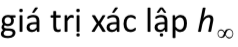 giá trị xác lập h∞